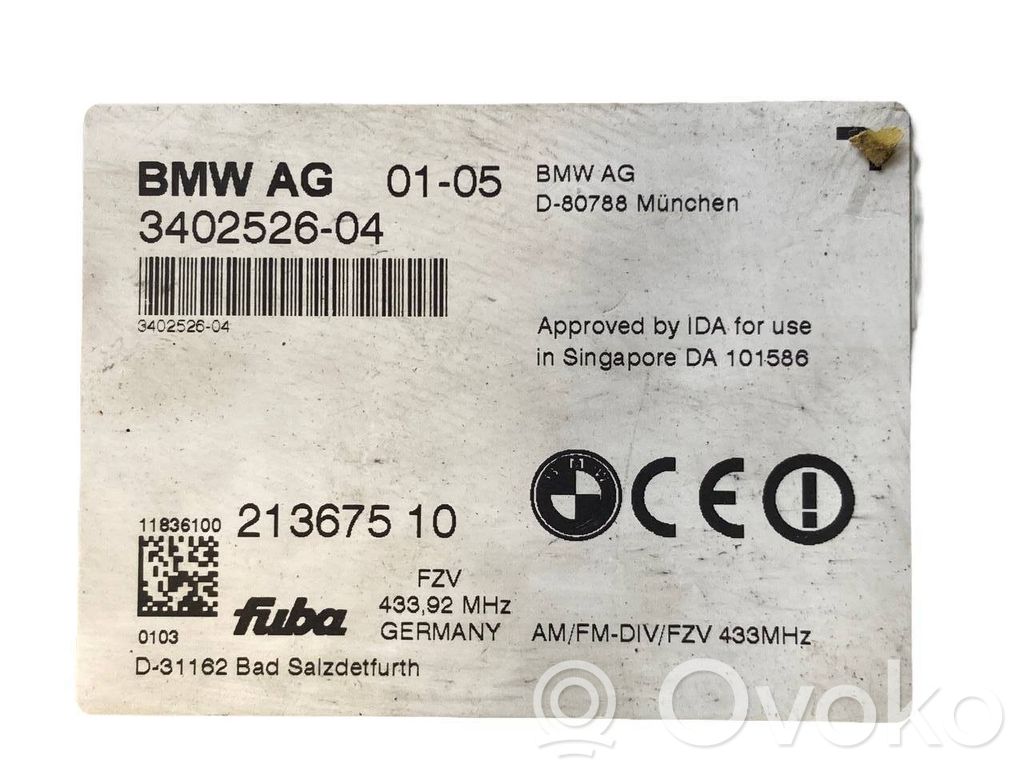 BMW AG 01-05
3402526-04
3402526-04
BMW AG
D-80788 München
Approved by IDA for use
in Singapore DA 101586
BMW
CE
11836100
213675 10
0103
fuba
FZV
433,92 MHz
GERMANY
D-31162 Bad Salzdetfurth
AM/FM-DIV/FZV 433MHz
Ovoko